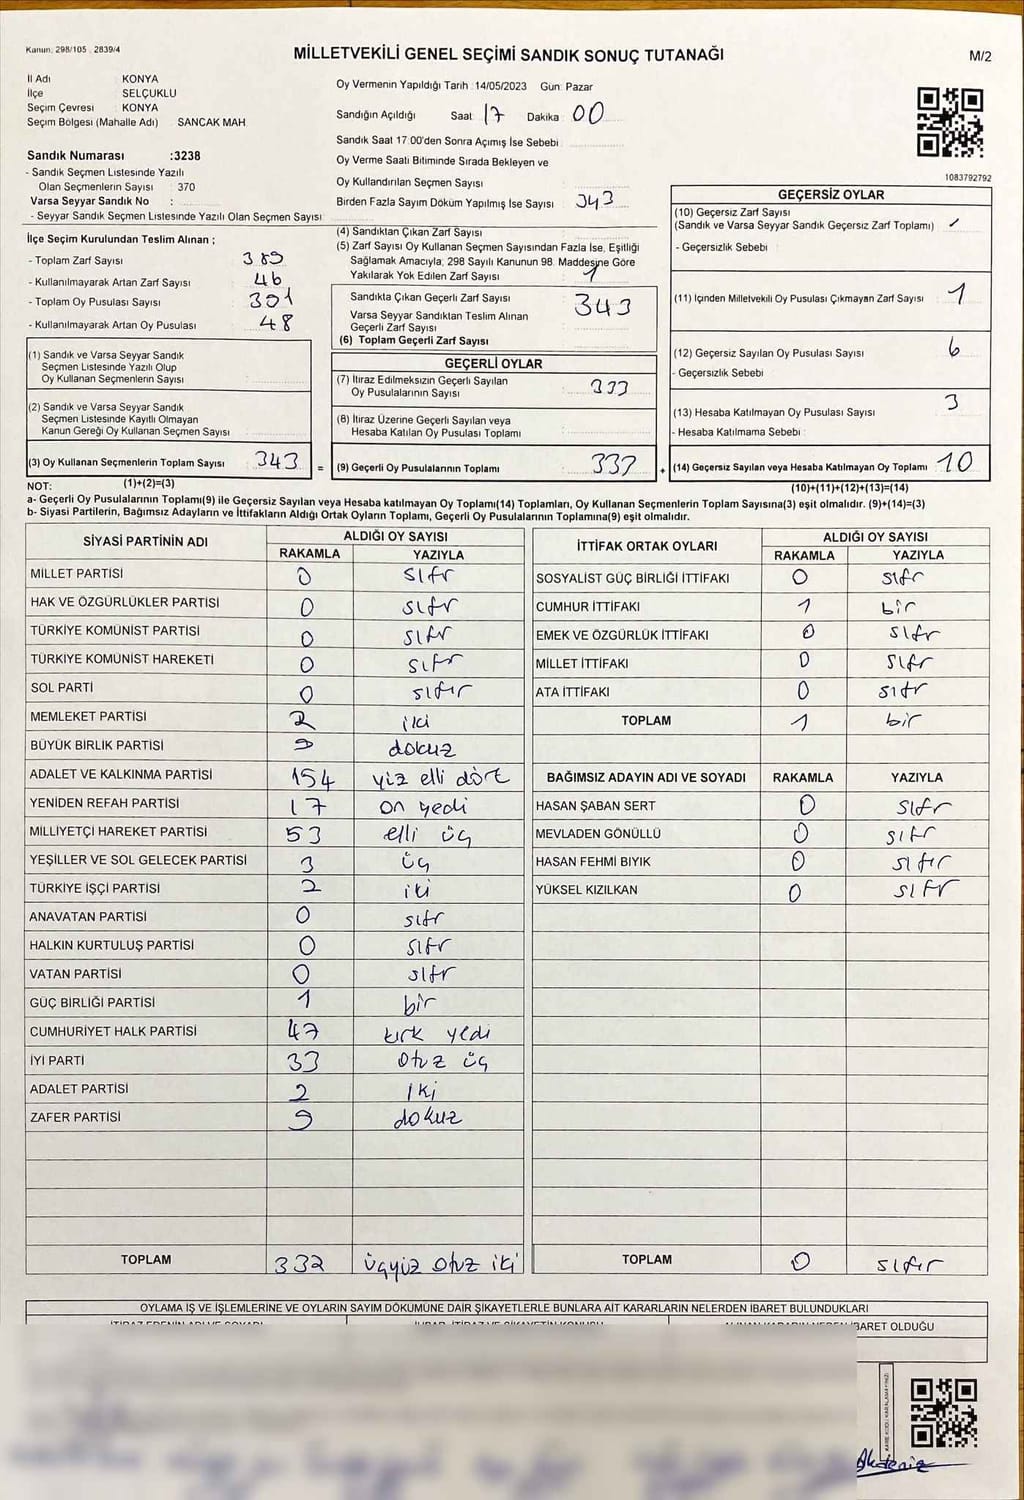 Kanun: 298/105 , 2839/4
MİLLETVEKİLİ GENEL SEÇİMİ SANDIK SONUÇ TUTANAĞI
M/2
İl Adı KONYA
İlçe SELÇUKLU
Seçim Çevresi : KONYA
Seçim Bölgesi (Mahalle Adı) SANCAK MAH.
Sandık Numarası :3238
- Sandık Seçmen Listesinde Yazılı
Olan Seçmenlerin Sayısı : 370
Varsa Seyyar Sandık No :
- Seyyar Sandık Seçmen Listesinde Yazılı Olan Seçmen Sayısı:
Oy Vermenin Yapıldığı Tarih : 14/05/2023 Gün: Pazar
Sandığın Açıldığı Saat 17 Dakika : 00
Sandık Saat 17:00'den Sonra Açımış İse Sebebi :
Oy Verme Saati Bitiminde Sırada Bekleyen ve
Oy Kullandırılan Seçmen Sayısı
Birden Fazla Sayım Döküm Yapılmış İse Sayısı 343
1083792792
İlçe Seçim Kurulundan Teslim Alınan ;
- Toplam Zarf Sayısı 389
- Kullanılmayarak Artan Zarf Sayısı 46
- Toplam Oy Pusulası Sayısı 391
- Kullanılmayarak Artan Oy Pusulası 48
(1) Sandık ve Varsa Seyyar Sandık
Seçmen Listesinde Yazılı Olup
Oy Kullanan Seçmenlerin Sayısı
(2) Sandık ve Varsa Seyyar Sandık
Seçmen Listesinde Kayıtlı Olmayan
Kanun Gereği Oy Kullanan Seçmen Sayısı
(3) Oy Kullanan Seçmenlerin Toplam Sayısı 343 =
(1)+(2)=(3)
(4) Sandıktan Çıkan Zarf Sayısı
(5) Zarf Sayısı Oy Kullanan Seçmen Sayısından Fazla İse, Eşitliği
Sağlamak Amacıyla; 298 Sayılı Kanunun 98. Maddesine Göre
Yakılarak Yok Edilen Zarf Sayısı
Sandıkta Çıkan Geçerli Zarf Sayısı : 343
Varsa Seyyar Sandıktan Teslim Alınan
Geçerli Zarf Sayısı
(6) Toplam Geçerli Zarf Sayısı
GEÇERLİ OYLAR
(7) İtiraz Edilmeksizin Geçerli Sayılan
Oy Pusulalarının Sayısı : 333
(8) İtiraz Üzerine Geçerli Sayılan veya
Hesaba Katılan Oy Pusulası Toplamı
(9) Geçerli Oy Pusulalarının Toplamı : 333 +
GEÇERSİZ OYLAR
(10) Geçersiz Zarf Sayısı
(Sandık ve Varsa Seyyar Sandık Geçersiz Zarf Toplamı)
- Geçersizlik Sebebi
(11) İçinden Milletvekili Oy Pusulası Çıkmayan Zarf Sayısı 1
(12) Geçersiz Sayılan Oy Pusulası Sayısı 6
- Geçersizlik Sebebi
(13) Hesaba Katılmayan Oy Pusulası Sayısı 3
- Hesaba Katılmama Sebebi :
(14) Geçersiz Sayılan veya Hesaba Katılmayan Oy Toplamı 10
(10)+(11)+(12)+(13)=(14)
NOT:
a- Geçerli Oy Pusulalarının Toplamı(9) ile Geçersiz Sayılan veya Hesaba katılmayan Oy Toplamı(14) Toplamları, Oy Kullanan Seçmenlerin Toplam Sayısına(3) eşit olmalıdır. (9)+(14)=(3)
b- Siyasi Partilerin, Bağımsız Adayların ve İttifakların Aldığı Ortak Oyların Toplamı, Geçerli Oy Pusulalarının Toplamına(9) eşit olmalıdır.
SİYASİ PARTİNİN ADI ALDIĞI OY SAYISI
RAKAMLA YAZIYLA
MİLLET PARTİSİ 0 sıfr
HAK VE ÖZGÜRLÜKLER PARTİSİ 0 sıfr
TÜRKİYE KOMÜNİST PARTİSİ 0 sıfr
TÜRKİYE KOMÜNİST HAREKETİ 0 sıfr
SOL PARTİ 0 sıfır
MEMLEKET PARTİSİ 2 iki
BÜYÜK BİRLİK PARTİSİ 9 dokuz
ADALET VE KALKINMA PARTİSİ 154 yiz elli dört
YENİDEN REFAH PARTİSİ 17 on yedi
MİLLİYETÇİ HAREKET PARTİSİ 53 elli üç
YEŞİLLER VE SOL GELECEK PARTİSİ 3 üç
TÜRKİYE İŞÇİ PARTİSİ 2 iki
ANAVATAN PARTİSİ 0 sıfr
HALKIN KURTULUŞ PARTİSİ 0 sıfr
VATAN PARTİSİ 0 sıfr
GÜÇ BİRLİĞİ PARTİSİ 1 bir
CUMHURİYET HALK PARTİSİ 47 kırk yedi
İYİ PARTİ 33 otuz üç
ADALET PARTİSİ 2 iki
ZAFER PARTİSİ 9 dokuz
TOPLAM 332 üçyüz otuz iki
İTTİFAK ORTAK OYLARI ALDIĞI OY SAYISI
RAKAMLA YAZIYLA
SOSYALİST GÜÇ BİRLİĞİ İTTİFAKI 0 sıfr
CUMHUR İTTİFAKI 1 bir
EMEK VE ÖZGÜRLÜK İTTİFAKI 0 sıfr
MİLLET İTTİFAKI 0 sıfr
ATA İTTİFAKI 0 sıfr
TOPLAM 1 bir
BAĞIMSIZ ADAYIN ADI VE SOYADI RAKAMLA YAZIYLA
HASAN ŞABAN SERT 0 sıfr
MEVLADEN GÖNÜLLÜ 0 sıfr
HASAN FEHMİ BIYIK 0 sıfır
YÜKSEL KIZILKAN 0 sıfr
TOPLAM 0 sıfır
OYLAMA İŞ VE İŞLEMLERİNE VE OYLARIN SAYIM DÖKÜMÜNE DAİR ŞİKAYETLERLE BUNLARA AİT KARARLARIN NELERDEN İBARET BULUNDUKLARI
İBARET OLDUĞU
Akdeniz